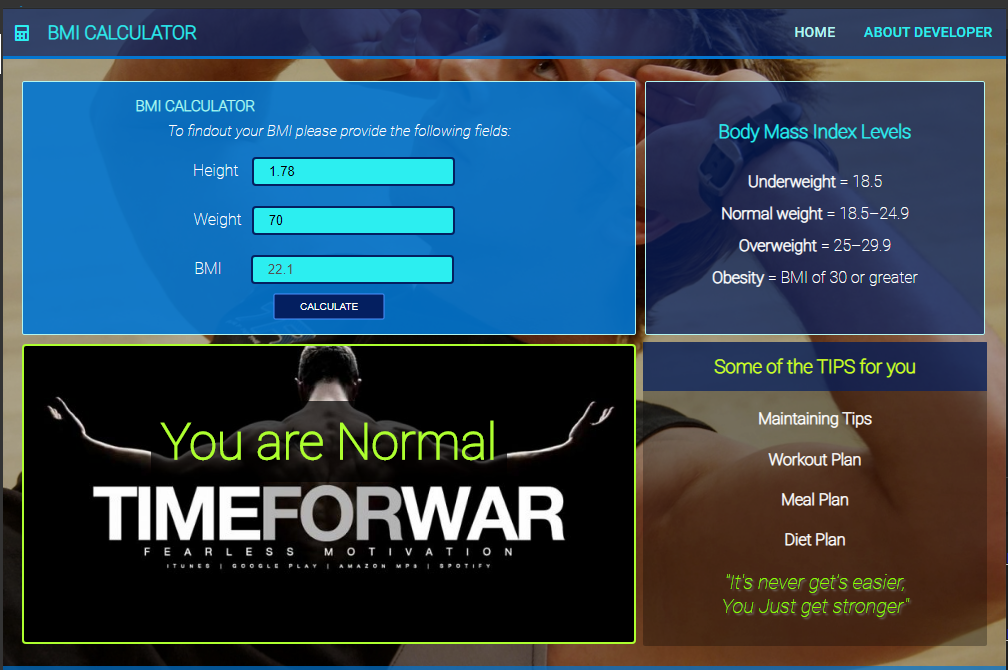 BMI CALCULATOR
HOME
ABOUT DEVELOPER
BMI CALCULATOR
To findout your BMI please provide the following fields:
Height 1.78
Weight 70
BMI 22.1
CALCULATE
Body Mass Index Levels
Underweight = 18.5
Normal weight = 18.5–24.9
Overweight = 25–29.9
Obesity = BMI of 30 or greater
You are Normal
TIMEFORWAR
FEARLESS MOTIVATION
ITUNES | GOOGLE PLAY | AMAZON MP3 | SPOTIFY
Some of the TIPS for you
Maintaining Tips
Workout Plan
Meal Plan
Diet Plan
"It's never get's easier,
You Just get stronger"